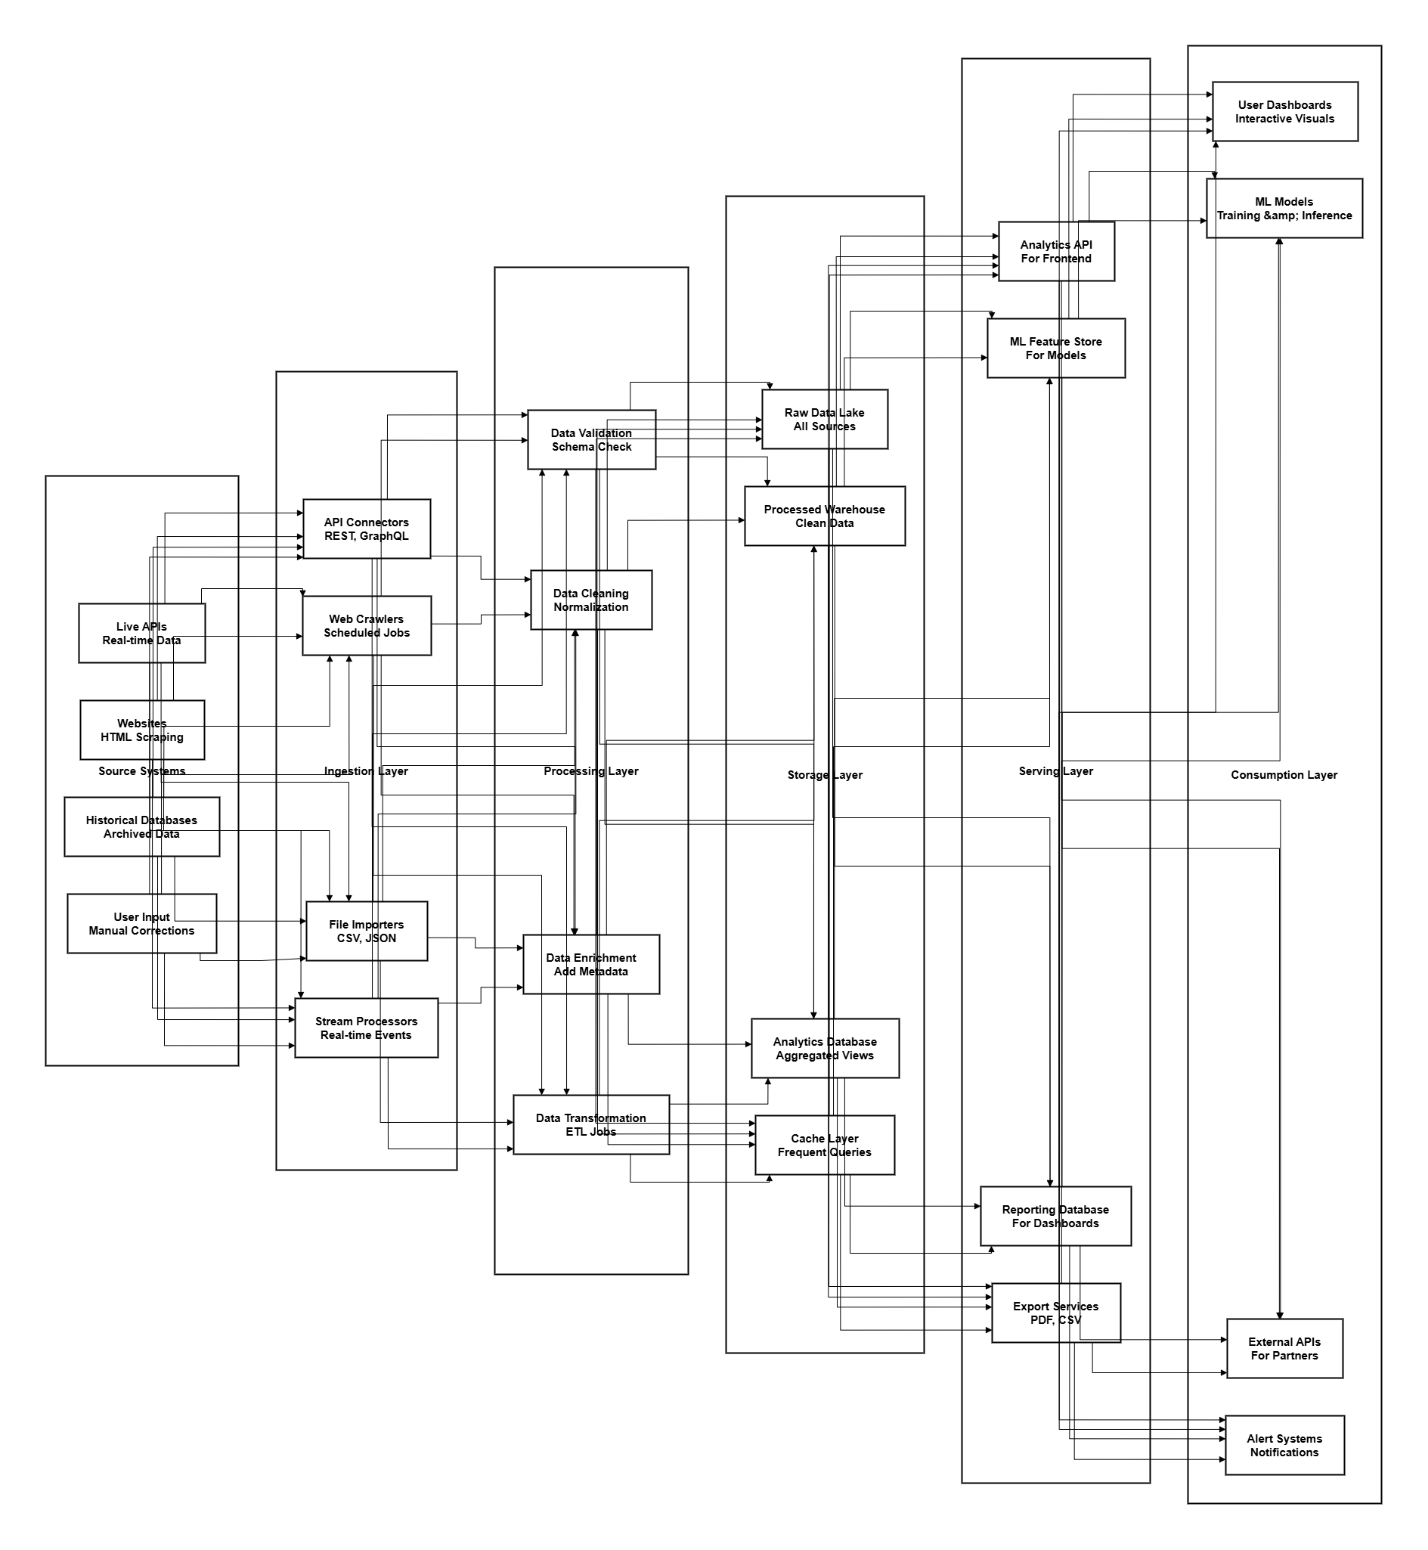 Source Systems
Live APIs
Real-time Data
Websites
HTML Scraping
Historical Databases
Archived Data
User Input
Manual Corrections
Ingestion Layer
API Connectors
REST, GraphQL
Web Crawlers
Scheduled Jobs
File Importers
CSV, JSON
Stream Processors
Real-time Events
Processing Layer
Data Validation
Schema Check
Data Cleaning
Normalization
Data Enrichment
Add Metadata
Data Transformation
ETL Jobs
Storage Layer
Raw Data Lake
All Sources
Processed Warehouse
Clean Data
Analytics Database
Aggregated Views
Cache Layer
Frequent Queries
Serving Layer
Analytics API
For Frontend
ML Feature Store
For Models
Reporting Database
For Dashboards
Export Services
PDF, CSV
Consumption Layer
User Dashboards
Interactive Visuals
ML Models
Training &amp; Inference
External APIs
For Partners
Alert Systems
Notifications